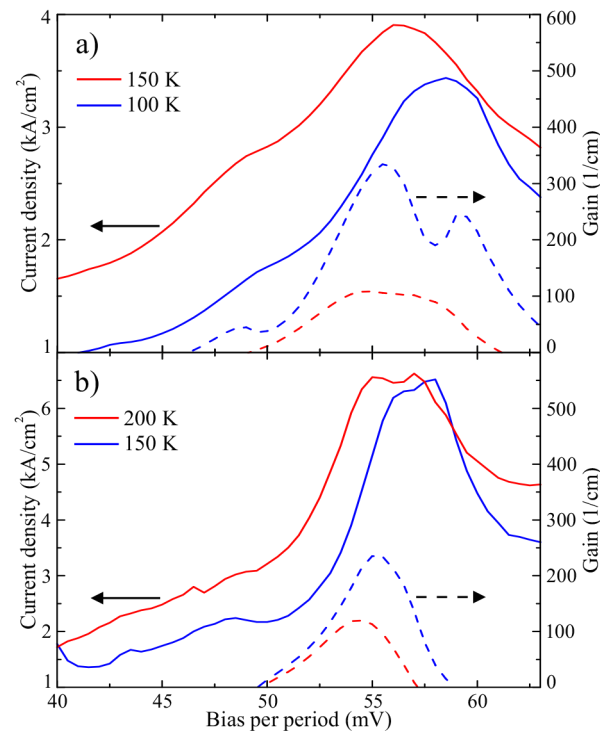 a)
150 K
100 K
Current density (kA/cm2)
4
3
2
1
Gain (1/cm)
600
500
400
300
200
100
0
b)
200 K
150 K
Current density (kA/cm2)
6
5
4
3
2
1
Gain (1/cm)
500
400
300
200
100
0
40 45 50 55 60
Bias per period (mV)